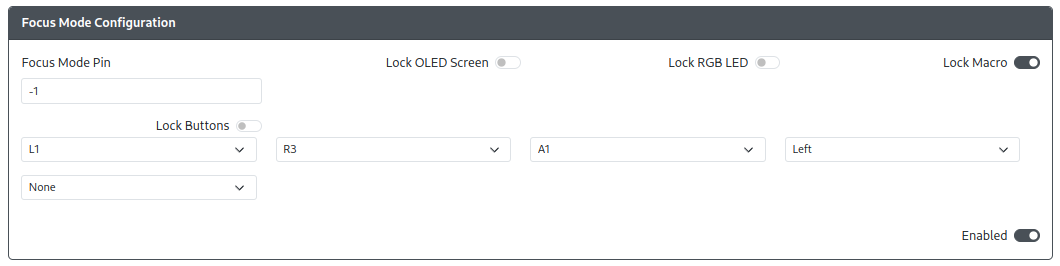 Focus Mode Configuration
Focus Mode Pin
Lock OLED Screen
Lock RGB LED
Lock Macro
-1
Lock Buttons
L1
R3
A1
Left
None
Enabled